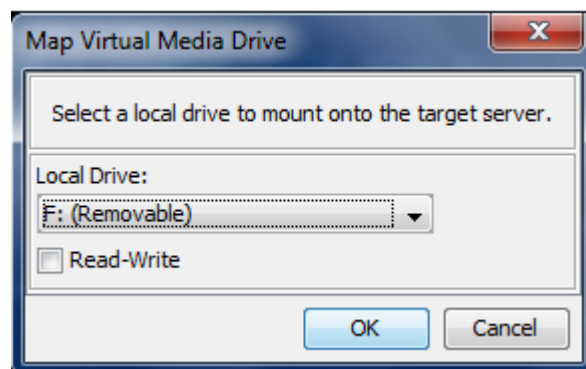 Map Virtual Media Drive
Select a local drive to mount onto the target server.
Local Drive:
F: (Removable)
Read-Write
OK
Cancel